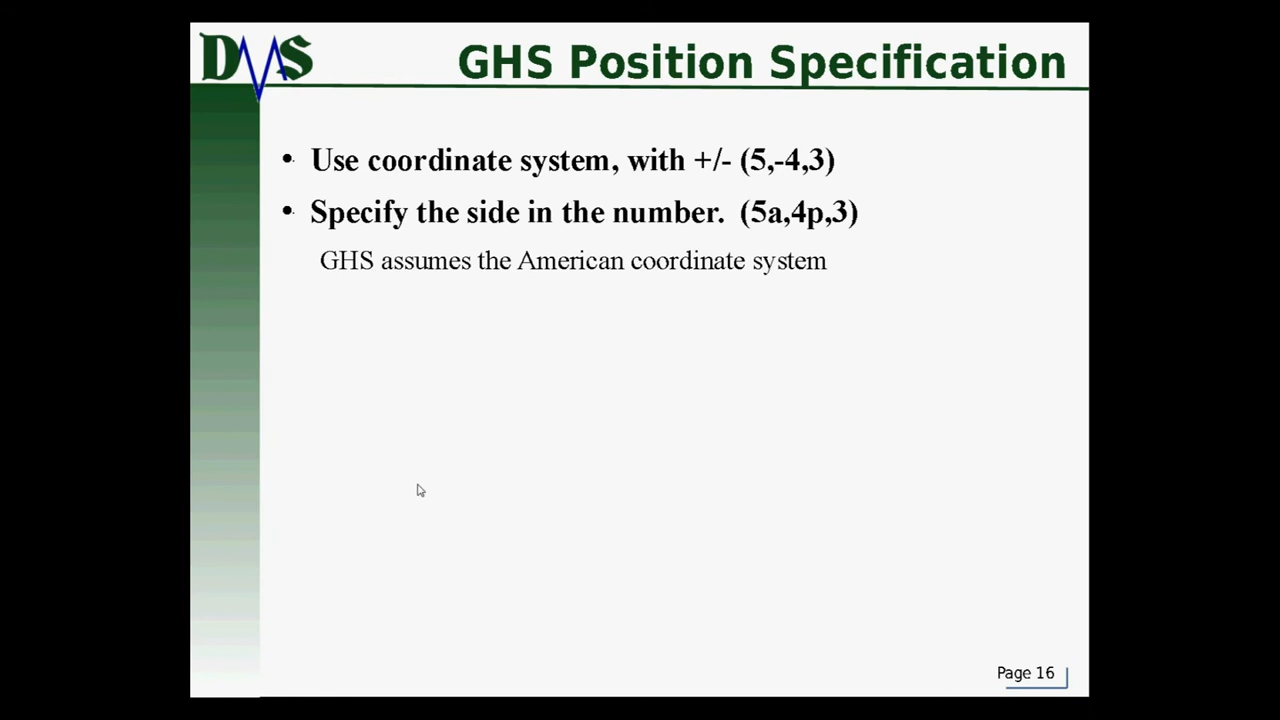 DMS
GHS Position Specification
• Use coordinate system, with +/- (5,-4,3)
• Specify the side in the number. (5a,4p,3)
GHS assumes the American coordinate system
Page 16